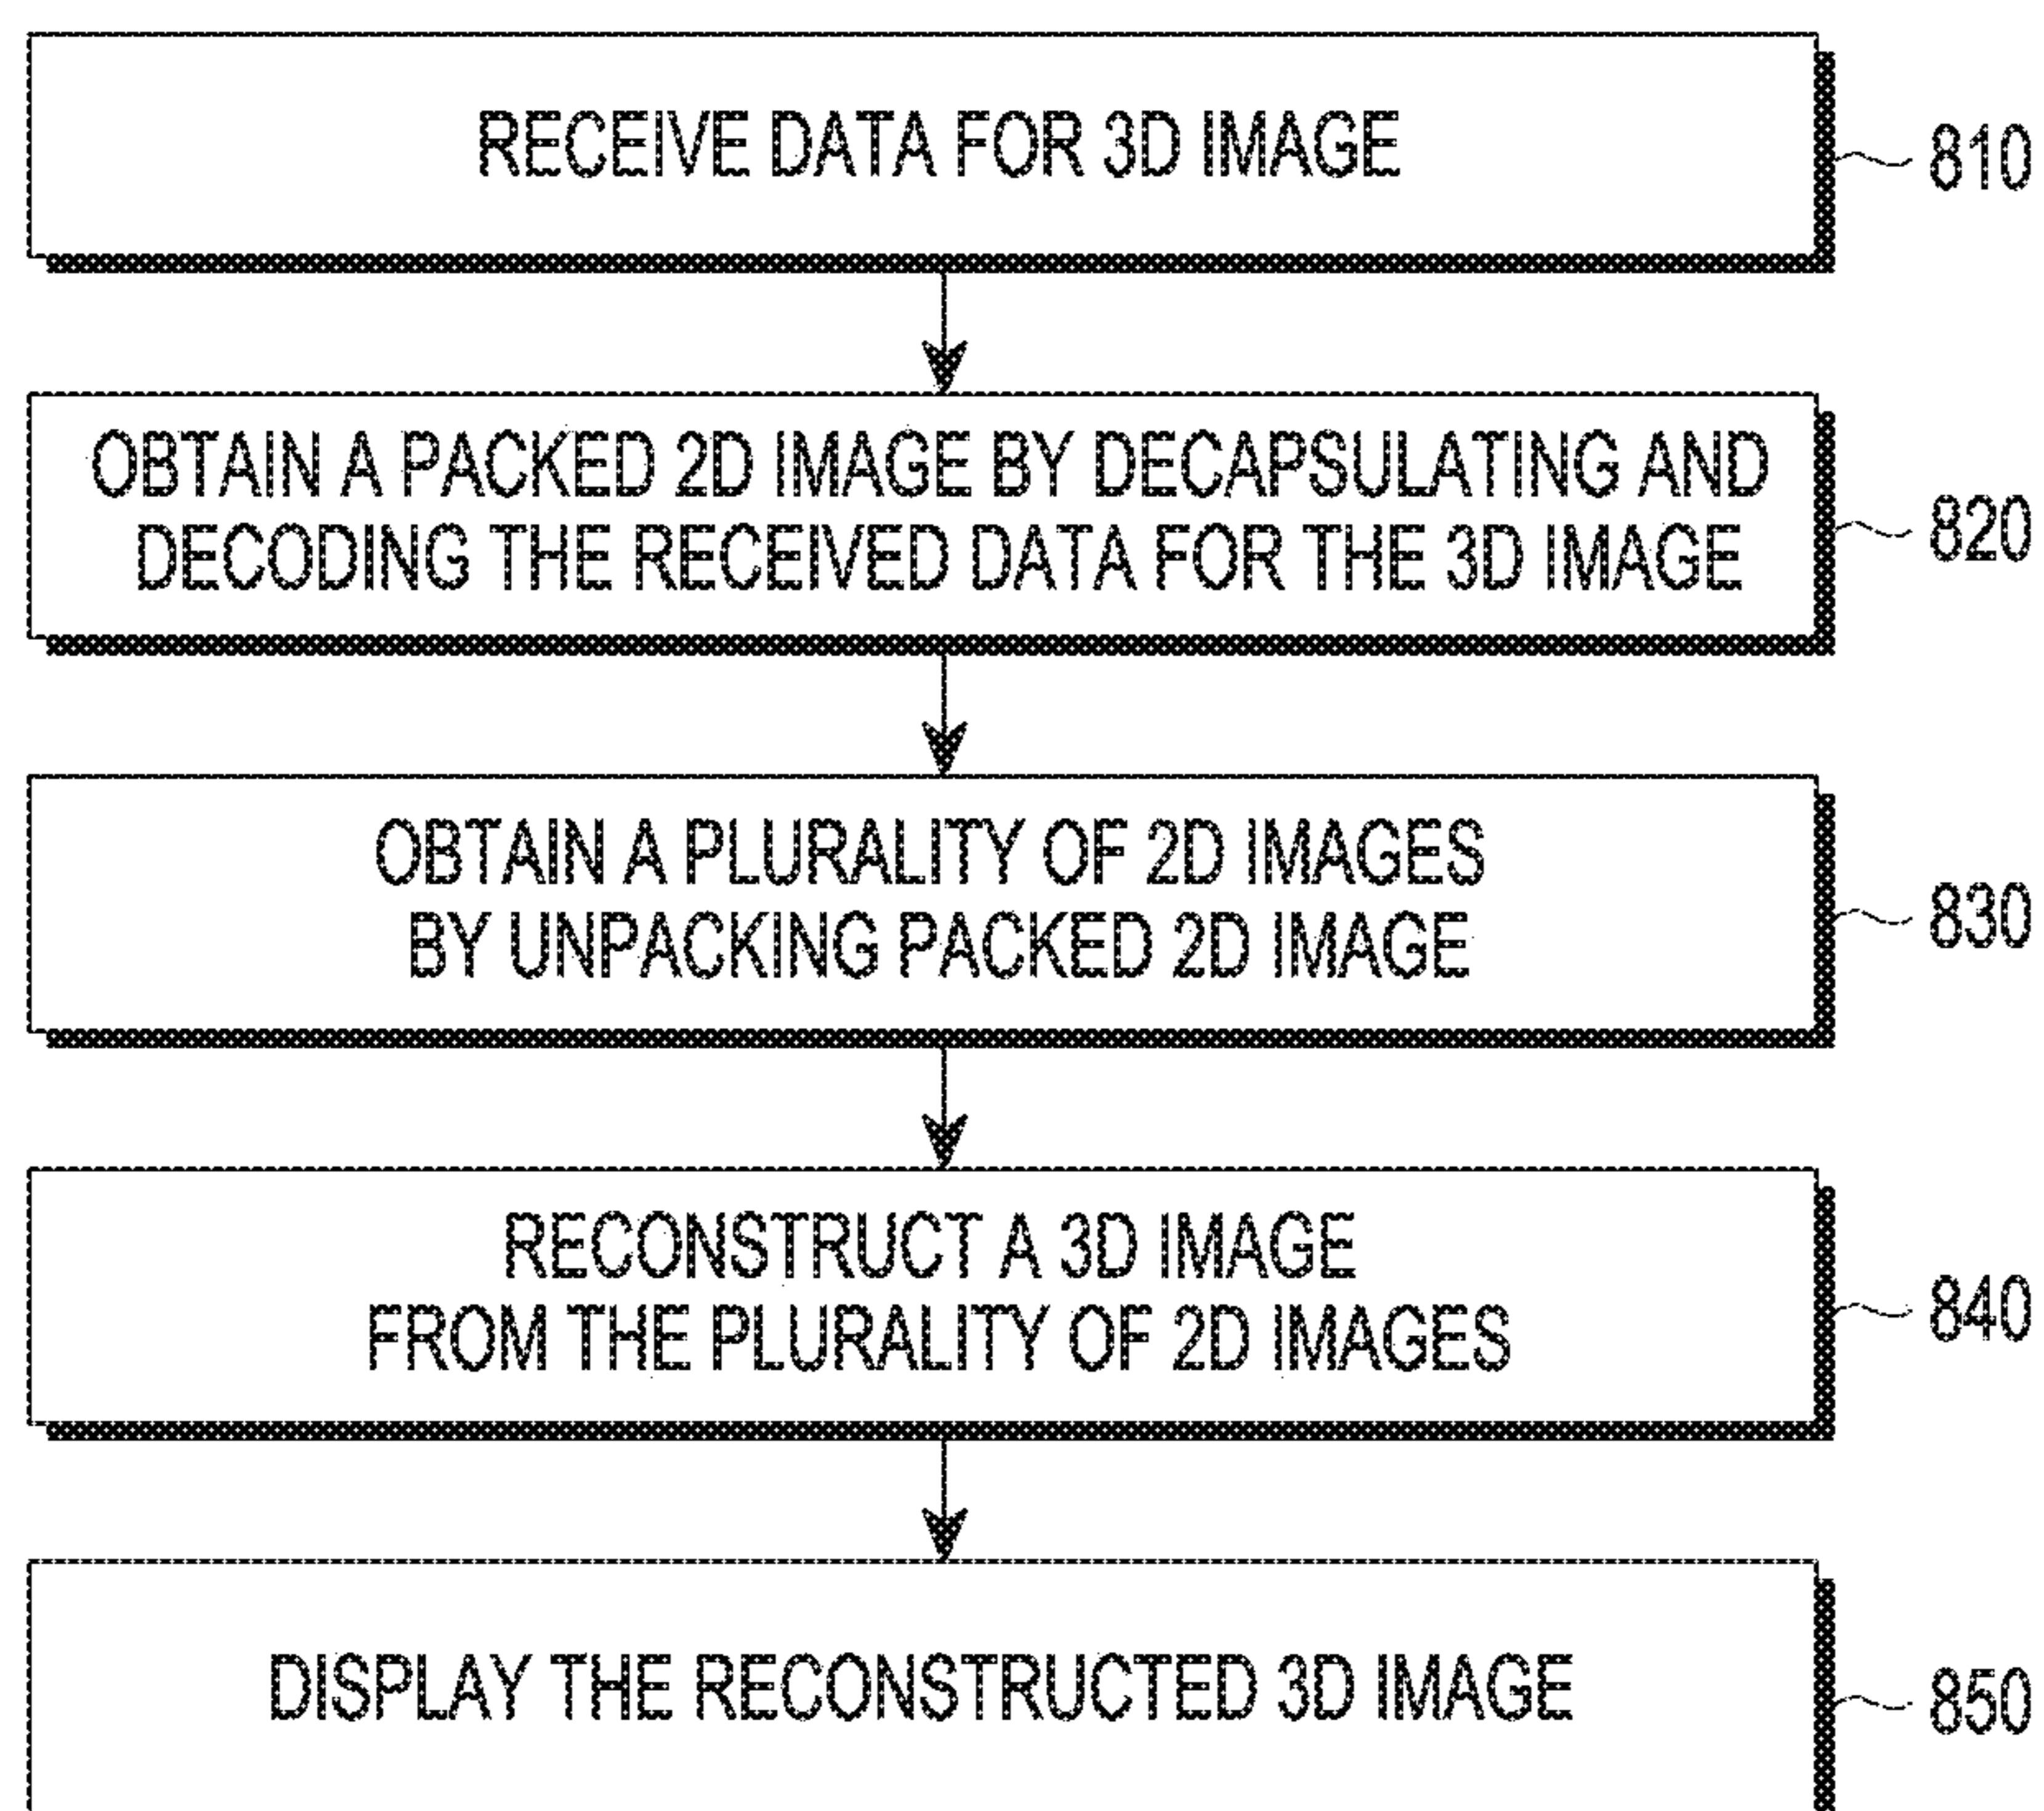 RECEIVE DATA FOR 3D IMAGE
810
OBTAIN A PACKED 2D IMAGE BY DECAPSULATING AND
DECODING THE RECEIVED DATA FOR THE 3D IMAGE
820
OBTAIN A PLURALITY OF 2D IMAGES
BY UNPACKING PACKED 2D IMAGE
830
RECONSTRUCT A 3D IMAGE
FROM THE PLURALITY OF 2D IMAGES
840
DISPLAY THE RECONSTRUCTED 3D IMAGE
850